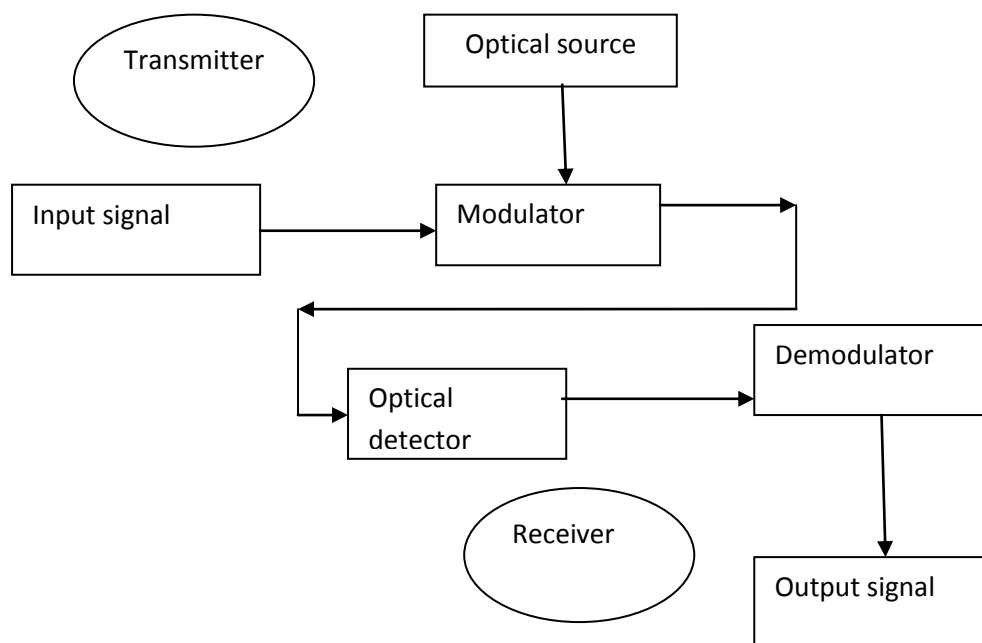 Transmitter
Optical source
Input signal
Modulator
Demodulator
Optical
detector
Receiver
Output signal